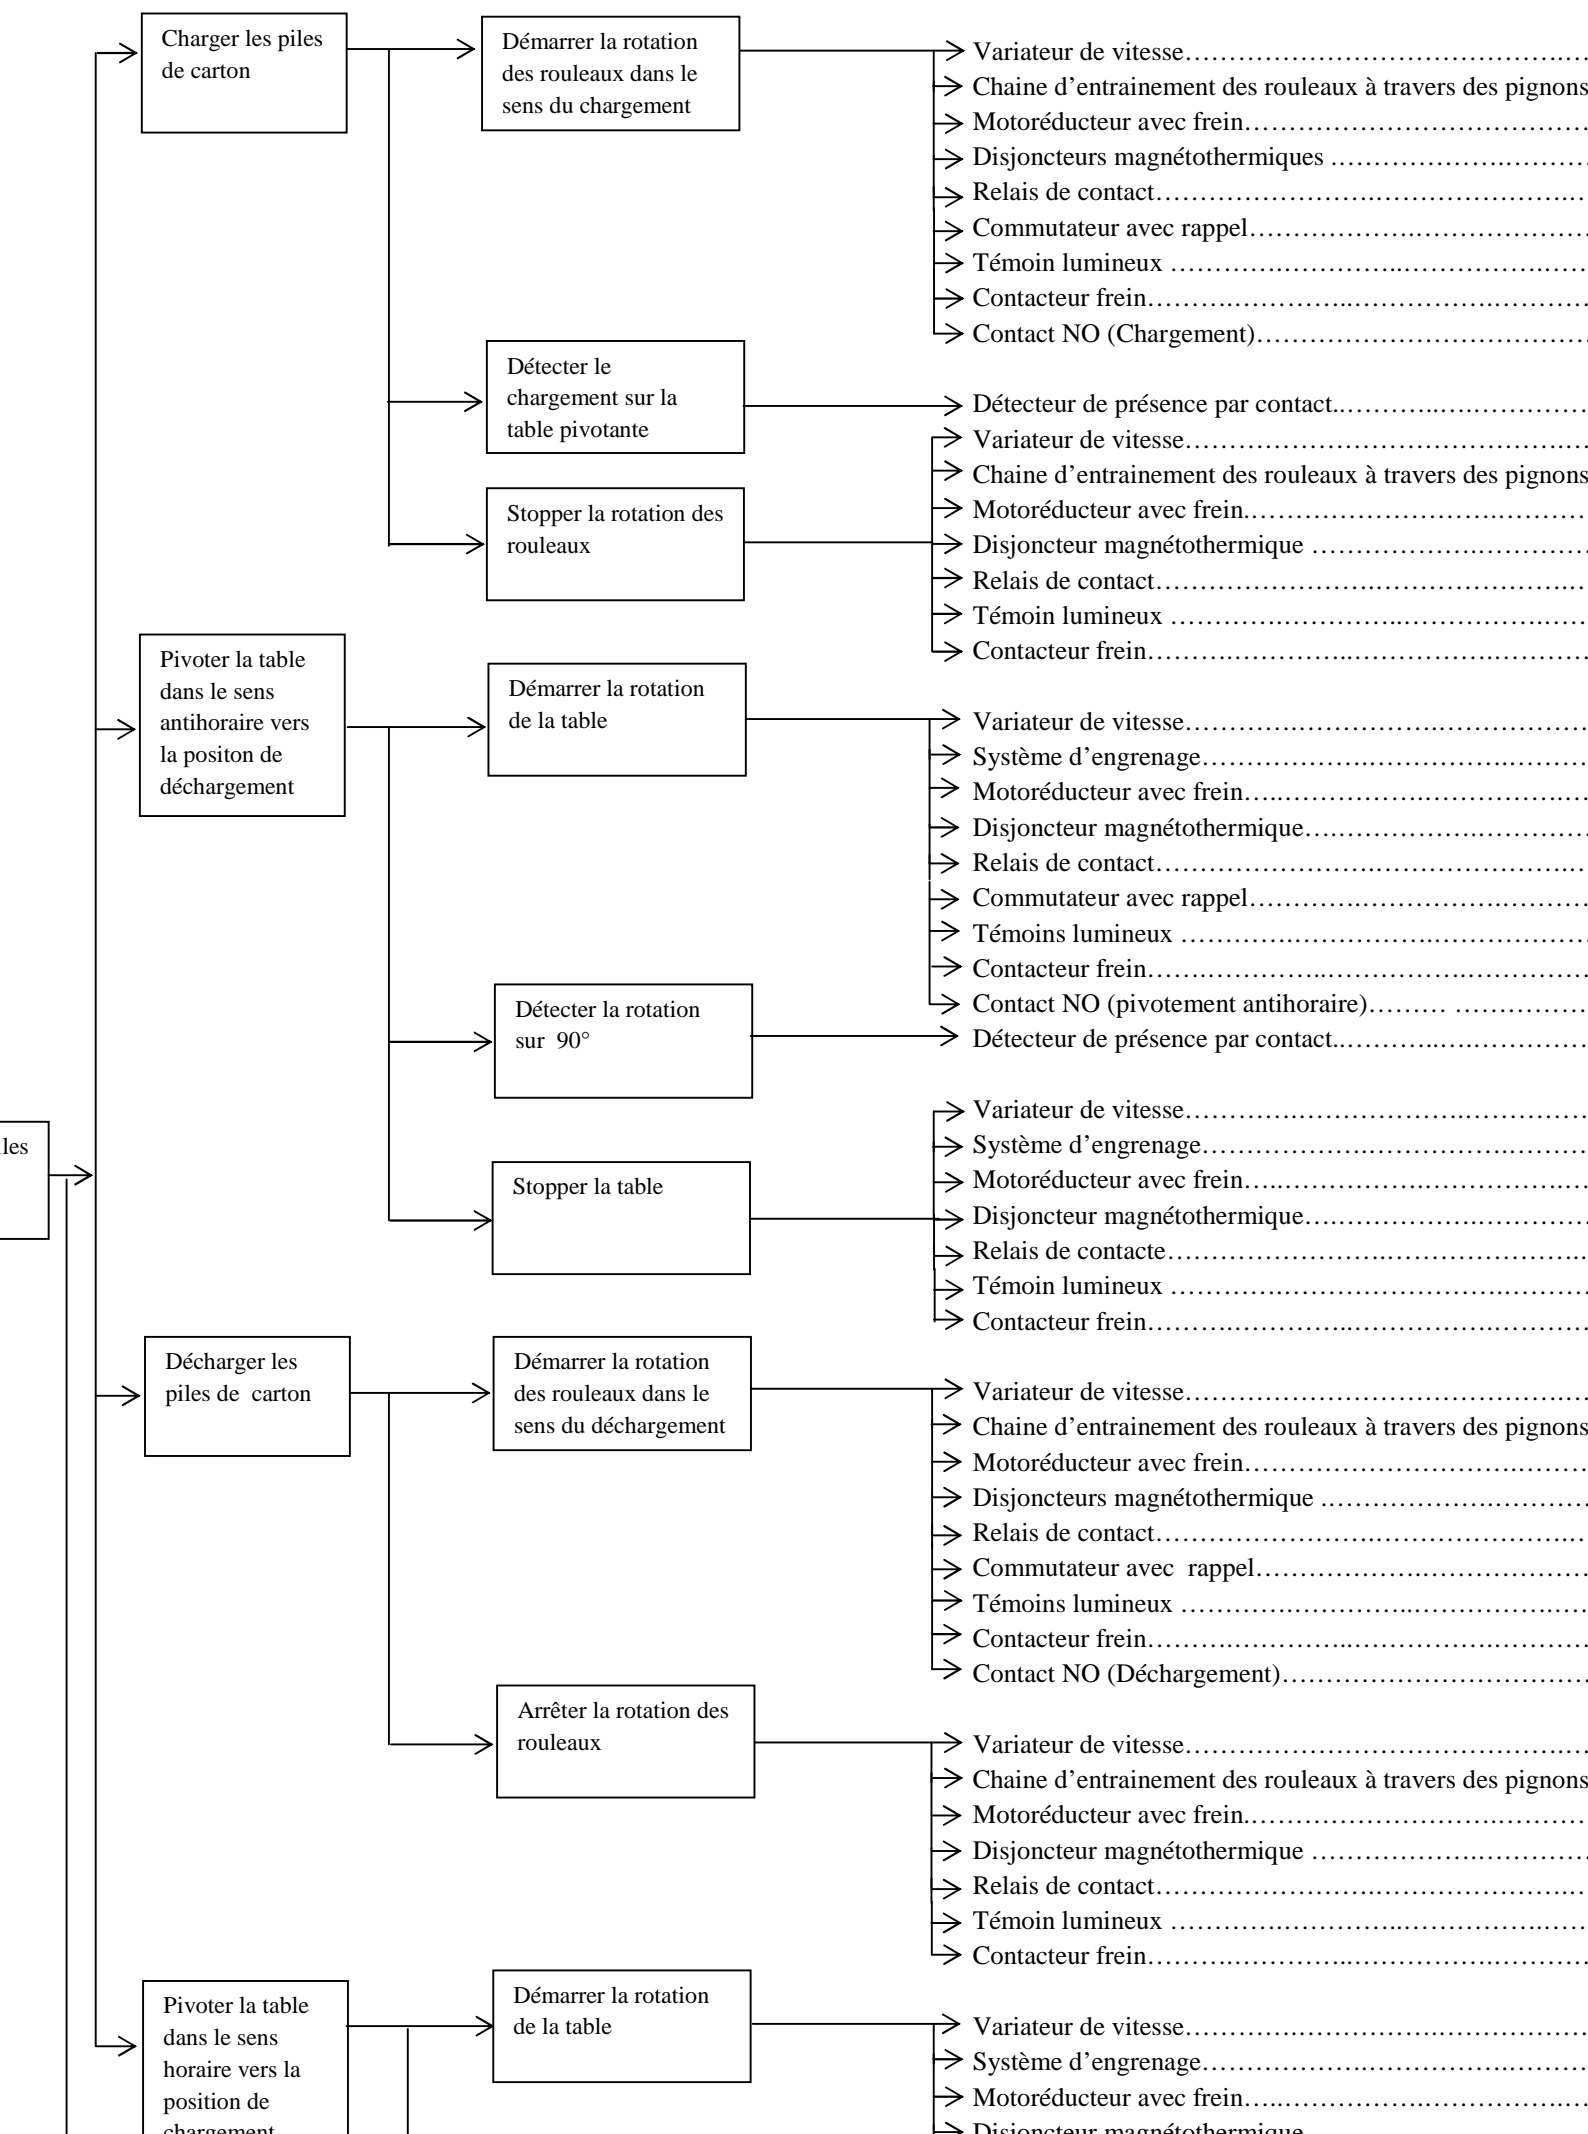 Charger les piles
de carton
Démarrer la rotation
des rouleaux dans le
sens du chargement
Variateur de vitesse
Chaine d’entrainement des rouleaux à travers des pignons
Motoréducteur avec frein
Disjoncteurs magnétothermiques
Relais de contact
Commutateur avec rappel
Témoin lumineux
Contacteur frein
Contact NO (Chargement)
Détecter le
chargement sur la
table pivotante
Détecteur de présence par contact
Stopper la rotation des
rouleaux
Variateur de vitesse
Chaine d’entrainement des rouleaux à travers des pignons
Motoréducteur avec frein
Disjoncteur magnétothermique
Relais de contact
Témoin lumineux
Contacteur frein
Pivoter la table
dans le sens
antihoraire vers
la positon de
déchargement
Démarrer la rotation
de la table
Variateur de vitesse
Système d’engrenage
Motoréducteur avec frein
Disjoncteur magnétothermique
Relais de contact
Commutateur avec rappel
Témoins lumineux
Contacteur frein
Contact NO (pivotement antihoraire)
Détecter la rotation
sur 90°
Détecteur de présence par contact
Stopper la table
Variateur de vitesse
Système d’engrenage
Motoréducteur avec frein
Disjoncteur magnétothermique
Relais de contacte
Témoin lumineux
Contacteur frein
Décharger les
piles de carton
Démarrer la rotation
des rouleaux dans le
sens du déchargement
Variateur de vitesse
Chaine d’entrainement des rouleaux à travers des pignons
Motoréducteur avec frein
Disjoncteurs magnétothermique
Relais de contact
Commutateur avec rappel
Témoins lumineux
Contacteur frein
Contact NO (Déchargement)
Arrêter la rotation des
rouleaux
Variateur de vitesse
Chaine d’entrainement des rouleaux à travers des pignons
Motoréducteur avec frein
Disjoncteur magnétothermique
Relais de contact
Témoin lumineux
Contacteur frein
Pivoter la table
dans le sens
horaire vers la
position de
chargement
Démarrer la rotation
de la table
Variateur de vitesse
Système d’engrenage
Motoréducteur avec frein
Disjoncteur magnétothermique